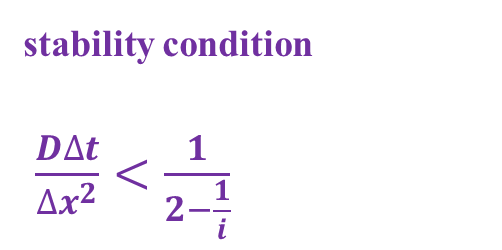 stability condition
DΔt/Δx² < 1/(2−1/i)